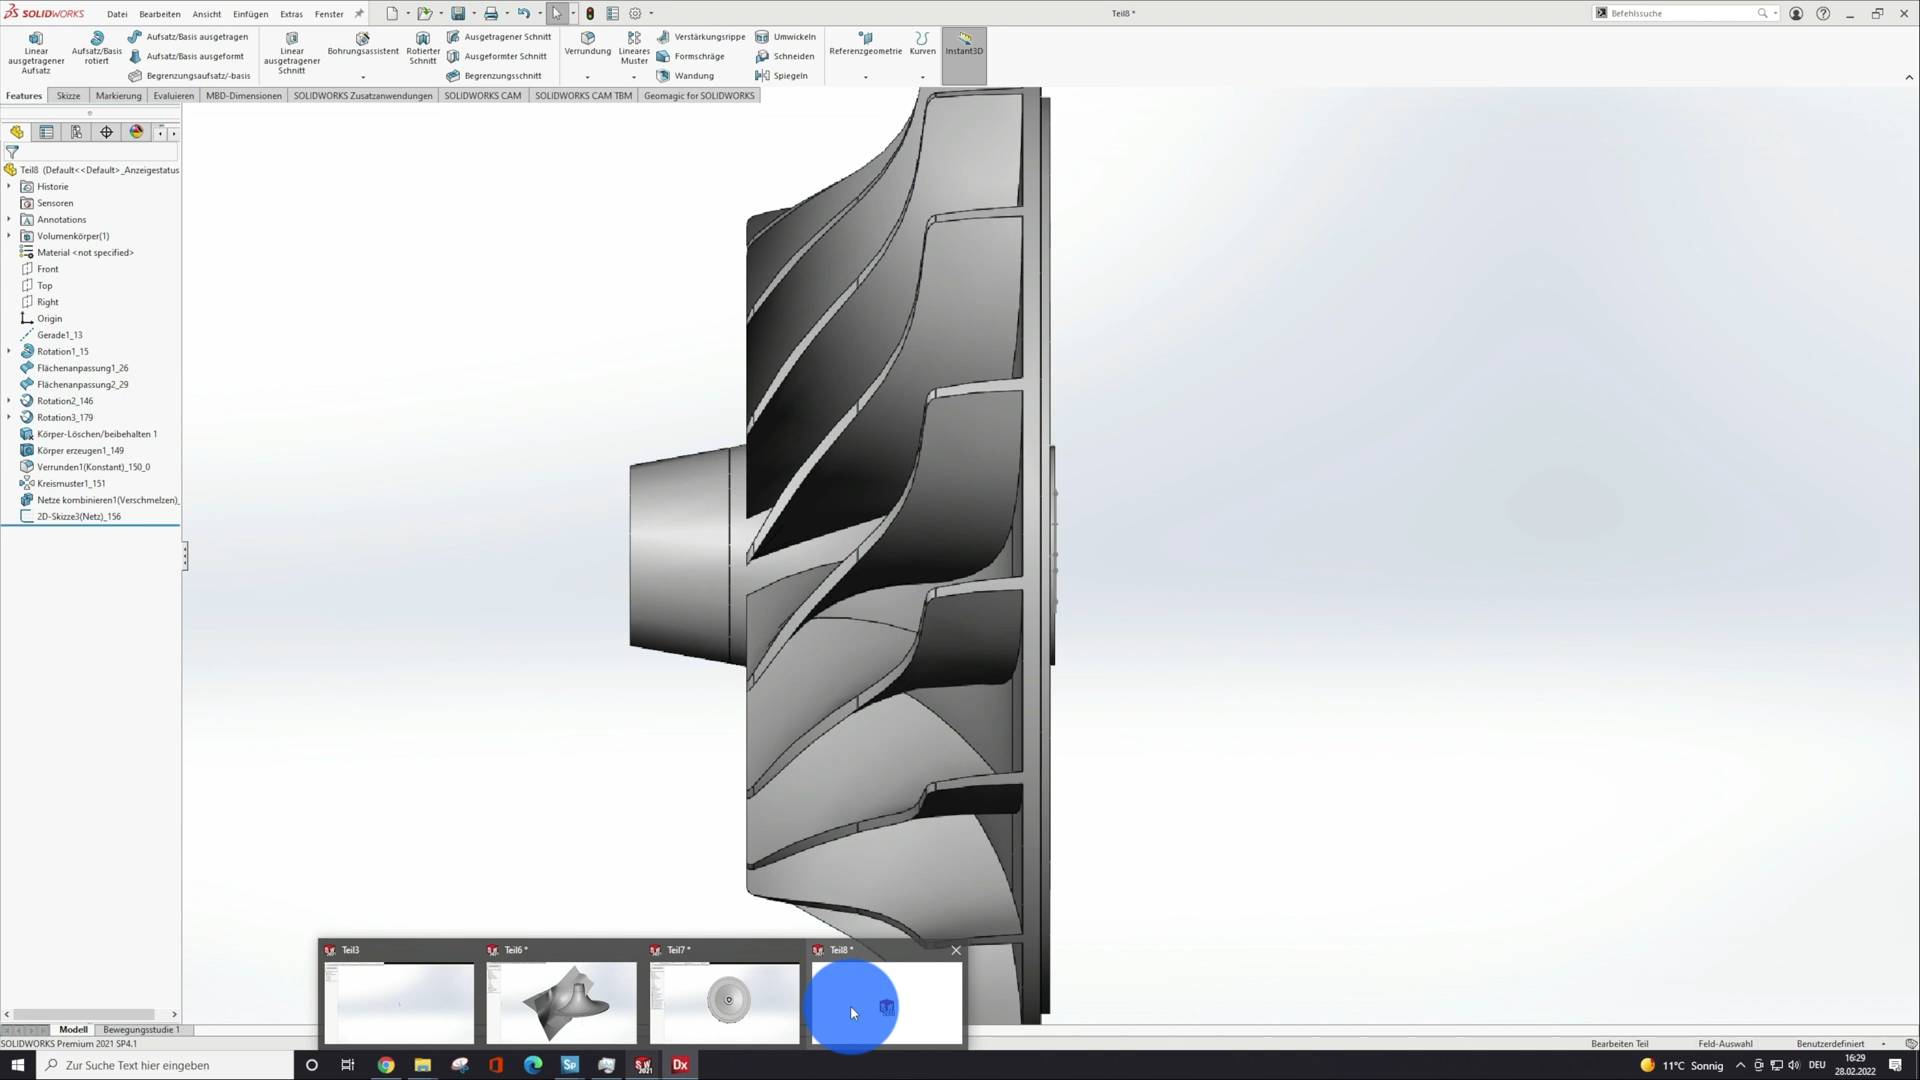 SOLIDWORKS
Datei Bearbeiten Ansicht Einfügen Extras Fenster
Teil8 *
Befehlssuche
Linear ausgetragener Aufsatz
Aufsatz/Basis rotiert
Aufsatz/Basis ausgetragen
Aufsatz/Basis ausgeformt
Begrenzungsaufsatz/-basis
Linear ausgetragener Schnitt
Bohrungsassistent
Rotierter Schnitt
Ausgetragener Schnitt
Ausgeformter Schnitt
Begrenzungsschnitt
Verrundung
Lineares Muster
Verstärkungsrippe
Formschräge
Wandung
Umwickeln
Schneiden
Spiegeln
Referenzgeometrie
Kurven
Instant3D
Features Skizze Markierung Evaluieren MBD-Dimensionen SOLIDWORKS Zusatzanwendungen SOLIDWORKS CAM SOLIDWORKS CAM TBM Geomagic for SOLIDWORKS
Teil8 (Default<<Default>_Anzeigestatus
Historie
Sensoren
Annotations
Volumenkörper(1)
Material <not specified>
Front
Top
Right
Origin
Gerade1_13
Rotation1_15
Flächenanpassung1_26
Flächenanpassung2_29
Rotation2_146
Rotation3_179
Körper-Löschen/beibehalten 1
Körper erzeugen1_149
Verrunden1(Konstant)_150_0
Kreismuster1_151
Netze kombinieren1(Verschmelzen)_
2D-Skizze3(Netz)_156
Teil3 Teil6 * Teil7 * Teil8 *
Modell Bewegungsstudie 1
SOLIDWORKS Premium 2021 SP4.1
Bearbeiten Teil Feld-Auswahl Benutzerdefiniert
Zur Suche Text hier eingeben
Sp
SW
2021
Dx
11°C Sonnig
DEU
16:29
28.02.2022